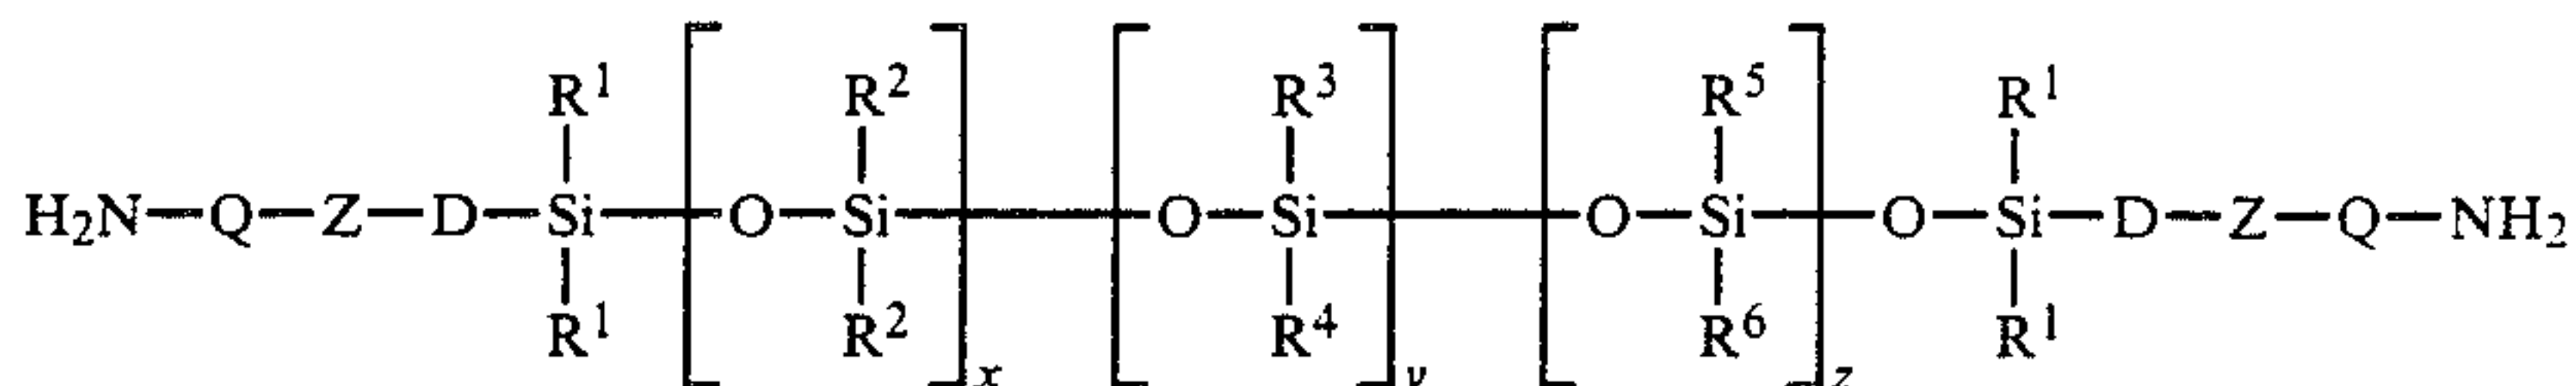 R¹ R² R³ R⁵ R¹
H₂N—Q—Z—D—Si—[O—Si—]x—[O—Si—]y—[O—Si—]z—O—Si—D—Z—Q—NH₂
R¹ R² R⁴ R⁶ R¹